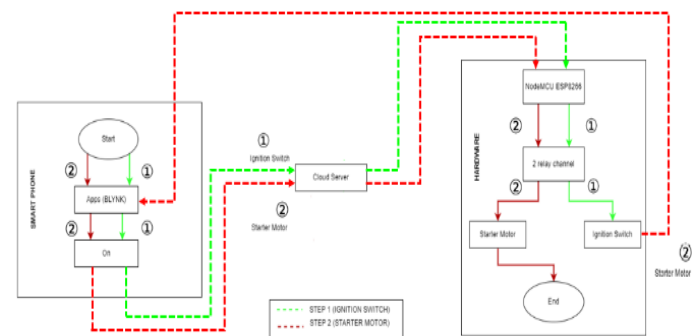 SMART PHONE
Start
②
①
Apps (BLYNK)
②
①
On
①
Ignition Switch
Cloud Server
②
Starter Motor
STEP 1 (IGNITION SWITCH)
STEP 2 (STARTER MOTOR)
HARDWARE
NodeMCU ESP8266
②
①
2 relay channel
②
①
Starter Motor
Ignition Switch
End
②
Starter Motor